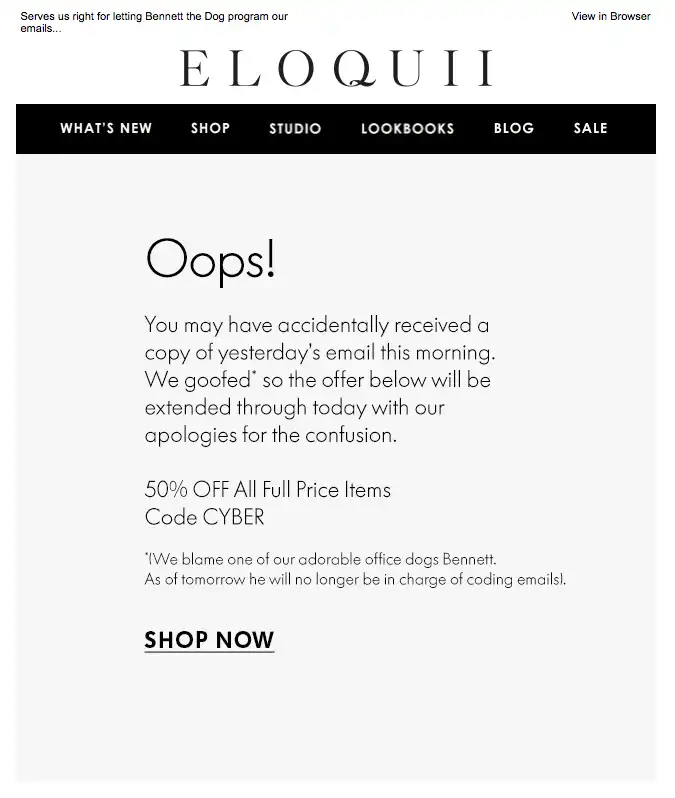 Serves us right for letting Bennett the Dog program our
emails...
View in Browser
ELOQUII
WHAT'S NEW SHOP STUDIO LOOKBOOKS BLOG SALE
Oops!
You may have accidentally received a
copy of yesterday's email this morning.
We goofed* so the offer below will be
extended through today with our
apologies for the confusion.
50% OFF All Full Price Items
Code CYBER
*(We blame one of our adorable office dogs Bennett.
As of tomorrow he will no longer be in charge of coding emails).
SHOP NOW